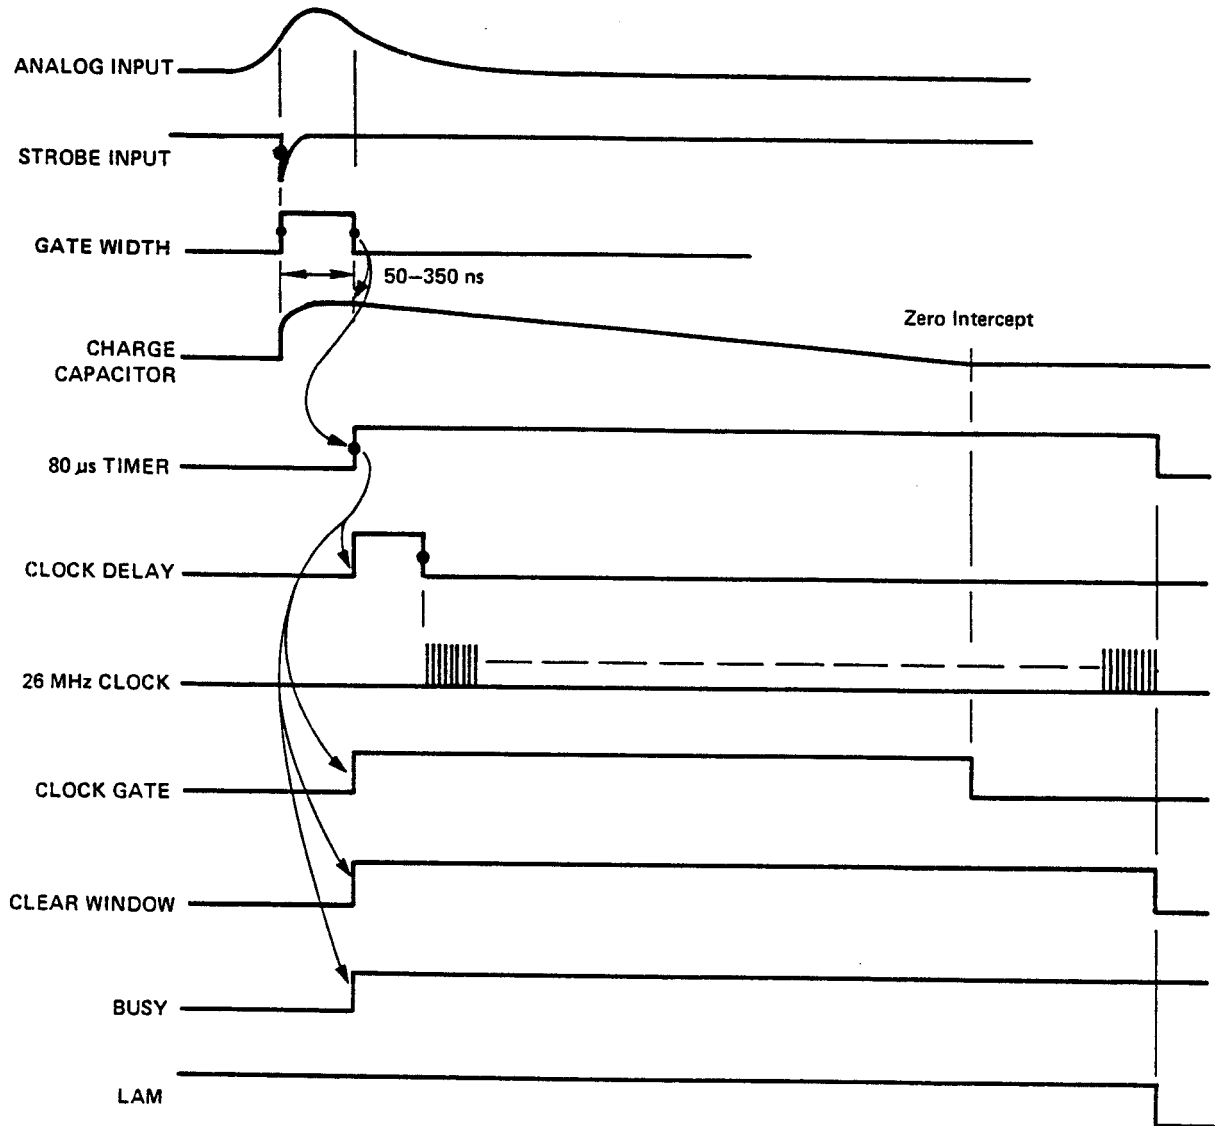 ANALOG INPUT
STROBE INPUT
GATE WIDTH
50–350 ns
Zero Intercept
CHARGE
CAPACITOR
80 µs TIMER
CLOCK DELAY
26 MHz CLOCK
CLOCK GATE
CLEAR WINDOW
BUSY
LAM